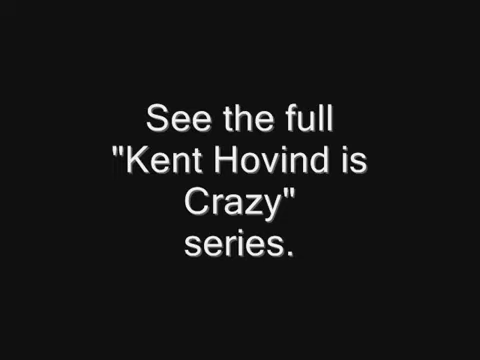 See the full
"Kent Hovind is
Crazy"
series.